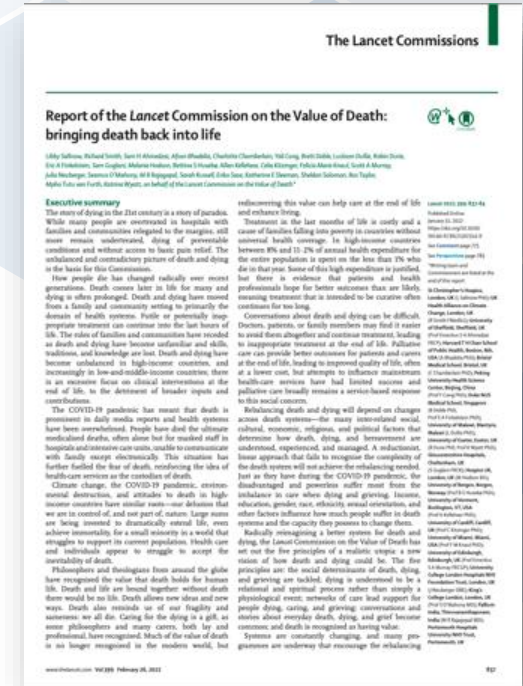 The Lancet Commissions
Report of the Lancet Commission on the Value of Death:
bringing death back into life
Executive summary
The story of dying in the 21st century is a story of paradox.
While many people are overtreated in hospitals with
families and communities relegated to the margins, still
more remain undertreated, dying of preventable
conditions and without access to basic pain relief. The
unbalanced and contradictory picture of death and dying
is the basis for this Commission.
How people die has changed radically over recent
generations. Death comes later in life for many and
dying is often prolonged. Death and dying have moved
from a family and community setting to primarily the
domain of health systems. Futile or potentially inap-
propriate treatment can continue into the last hours of
life. The roles of families and communities have receded
as death and dying have become unfamiliar and skills,
traditions, and knowledge are lost. Death and dying have
become unbalanced in high-income countries, and
increasingly in low-and-middle-income countries; there
is an excessive focus on clinical interventions at the
end of life, to the detriment of broader inputs and
contributions.
The COVID-19 pandemic has meant that death is
prominent in daily media reports and health systems
have been overwhelmed. People have died the ultimate
medicalised deaths, often alone but for masked staff in
hospitals and intensive care units, unable to communicate
with family except electronically. This situation has
further fuelled the fear of death, reinforcing the idea of
health-care services as the custodian of death.
Climate change, the COVID-19 pandemic, environ-
mental destruction, and attitudes to death in high-
income countries have similar roots—our delusion that
we are in control of, and not part of, nature. Large sums
are being invested to dramatically extend life, even
achieve immortality, for a small minority in a world that
struggles to support its current population. Health care
and individuals appear to struggle to accept the
inevitability of death.
Philosophers and theologians from around the globe
have recognised the value that death holds for human
life. Death and life are bound together: without death
there would be no life. Death allows new ideas and new
ways. Death also reminds us of our fragility and
sameness: we all die. Caring for the dying is a gift, as
some philosophers and many carers, both lay and
professional, have recognised. Much of the value of death
is no longer recognised in the modern world, but
rediscovering this value can help care at the end of life
and enhance living.
Treatment in the last months of life is costly and a
cause of families falling into poverty in countries without
universal health coverage. In high-income countries
between 8% and 11·2% of annual health expenditure for
the entire population is spent on the less than 1% who
die in that year. Some of this high expenditure is justified,
but there is evidence that patients and health
professionals hope for better outcomes than are likely,
meaning treatment that is intended to be curative often
continues for too long.
Conversations about death and dying can be difficult.
Doctors, patients, or family members may find it easier
to avoid them altogether and continue treatment, leading
to inappropriate treatment at the end of life. Palliative
care can provide better outcomes for patients and carers
at the end of life, leading to improved quality of life, often
at a lower cost, but attempts to influence mainstream
health-care services have had limited success and
palliative care broadly remains a service-based response
to this social concern.
Rebalancing death and dying will depend on changes
across death systems—the many inter-related social,
cultural, economic, religious, and political factors that
determine how death, dying, and bereavement are
understood, experienced, and managed. A reductionist,
linear approach that fails to recognise the complexity of
the death system will not achieve the rebalancing needed.
Just as they have during the COVID-19 pandemic, the
disadvantaged and powerless suffer most from the
imbalance in care when dying and grieving. Income,
education, gender, race, ethnicity, sexual orientation, and
other factors influence how much people suffer in death
systems and the capacity they possess to change them.
Radically reimagining a better system for death and
dying, the Lancet Commission on the Value of Death has
set out the five principles of a realistic utopia: a new
vision of how death and dying could be. The five
principles are: the social determinants of death, dying,
and grieving are tackled; dying is understood to be a
relational and spiritual process rather than simply a
physiological event; networks of care lead support for
people dying, caring, and grieving; conversations and
stories about everyday death, dying, and grief become
common; and death is recognised as having value.
Systems are constantly changing, and many pro-
grammes are underway that encourage the rebalancing
www.thelancet.com Vol 399 February 26, 2022
837